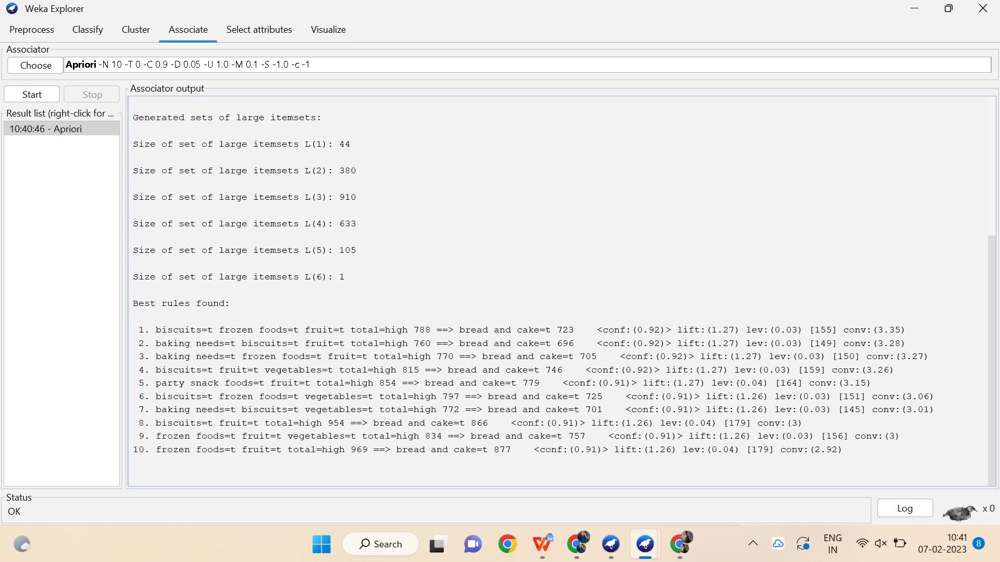 Weka Explorer
Preprocess Classify Cluster Associate Select attributes Visualize
Associator
Choose Apriori -N 10 -T 0 -C 0.9 -D 0.05 -U 1.0 -M 0.1 -S -1.0 -c -1
Start Stop
Result list (right-click for ...
10:40:46 - Apriori
Associator output
Generated sets of large itemsets:
Size of set of large itemsets L(1): 44
Size of set of large itemsets L(2): 380
Size of set of large itemsets L(3): 910
Size of set of large itemsets L(4): 633
Size of set of large itemsets L(5): 105
Size of set of large itemsets L(6): 1
Best rules found:
1. biscuits=t frozen foods=t fruit=t total=high 788 ==> bread and cake=t 723 <conf:(0.92)> lift:(1.27) lev:(0.03) [155] conv:(3.35)
2. baking needs=t biscuits=t fruit=t total=high 760 ==> bread and cake=t 696 <conf:(0.92)> lift:(1.27) lev:(0.03) [149] conv:(3.28)
3. baking needs=t frozen foods=t fruit=t total=high 770 ==> bread and cake=t 705 <conf:(0.92)> lift:(1.27) lev:(0.03) [150] conv:(3.27)
4. biscuits=t fruit=t vegetables=t total=high 815 ==> bread and cake=t 746 <conf:(0.92)> lift:(1.27) lev:(0.03) [159] conv:(3.26)
5. party snack foods=t fruit=t total=high 854 ==> bread and cake=t 779 <conf:(0.91)> lift:(1.27) lev:(0.04) [164] conv:(3.15)
6. biscuits=t frozen foods=t vegetables=t total=high 797 ==> bread and cake=t 725 <conf:(0.91)> lift:(1.26) lev:(0.03) [151] conv:(3.06)
7. baking needs=t biscuits=t vegetables=t total=high 772 ==> bread and cake=t 701 <conf:(0.91)> lift:(1.26) lev:(0.03) [145] conv:(3.01)
8. biscuits=t fruit=t total=high 954 ==> bread and cake=t 866 <conf:(0.91)> lift:(1.26) lev:(0.04) [179] conv:(3)
9. frozen foods=t fruit=t vegetables=t total=high 834 ==> bread and cake=t 757 <conf:(0.91)> lift:(1.26) lev:(0.03) [156] conv:(3)
10. frozen foods=t fruit=t total=high 969 ==> bread and cake=t 877 <conf:(0.91)> lift:(1.26) lev:(0.04) [179] conv:(2.92)
Status
OK
Log
x 0
Search
ENG
IN
10:41
07-02-2023
8